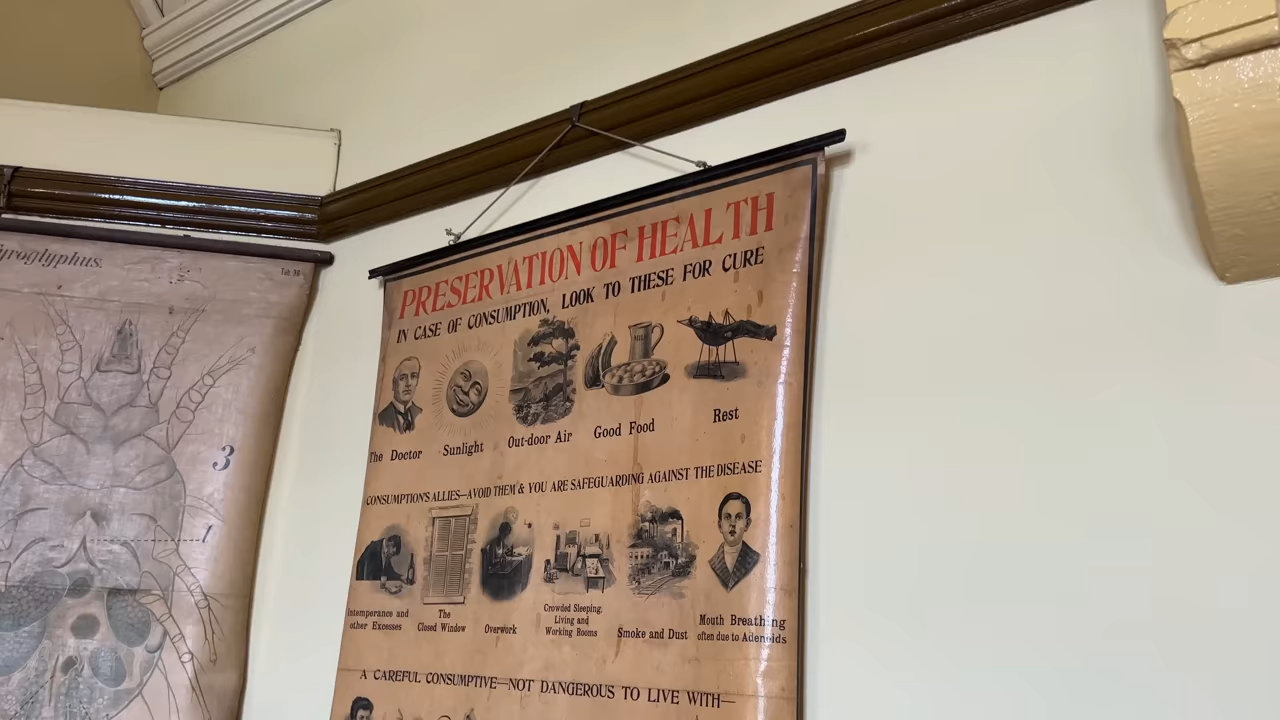 yroglyphus.
Tab. 36
3
1
PRESERVATION OF HEALTH
IN CASE OF CONSUMPTION, LOOK TO THESE FOR CURE
The Doctor
Sunlight
Out-door Air
Good Food
Rest
CONSUMPTION'S ALLIES—AVOID THEM & YOU ARE SAFEGUARDING AGAINST THE DISEASE
Intemperance and
other Excesses
The
Closed Window
Overwork
Crowded Sleeping,
Living and
Working Rooms
Smoke and Dust
Mouth Breathing
often due to Adenoids
A CAREFUL CONSUMPTIVE—NOT DANGEROUS TO LIVE WITH—